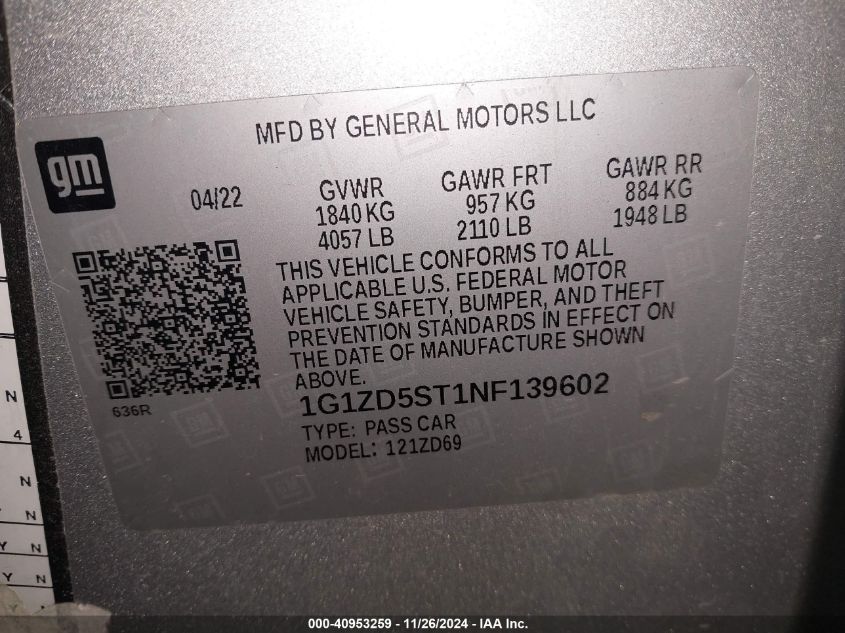 MFD BY GENERAL MOTORS LLC
gm
04/22
GVWR
1840 KG
4057 LB
GAWR FRT
957 KG
2110 LB
GAWR RR
884 KG
1948 LB
THIS VEHICLE CONFORMS TO ALL
APPLICABLE U.S. FEDERAL MOTOR
VEHICLE SAFETY, BUMPER, AND THEFT
PREVENTION STANDARDS IN EFFECT ON
THE DATE OF MANUFACTURE SHOWN
ABOVE.
636R
1G1ZD5ST1NF139602
TYPE: PASS CAR
MODEL: 121ZD69
N
4
N
Y N
Y N
000-40953259 - 11/26/2024 - IAA Inc.